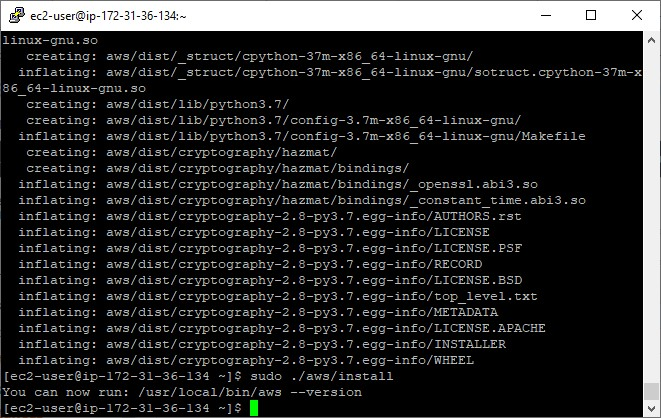 ec2-user@ip-172-31-36-134:~
linux-gnu.so
   creating: aws/dist/_struct/cpython-37m-x86_64-linux-gnu/
  inflating: aws/dist/_struct/cpython-37m-x86_64-linux-gnu/sotruct.cpython-37m-x
86_64-linux-gnu.so
   creating: aws/dist/lib/python3.7/
   creating: aws/dist/lib/python3.7/config-3.7m-x86_64-linux-gnu/
  inflating: aws/dist/lib/python3.7/config-3.7m-x86_64-linux-gnu/Makefile
   creating: aws/dist/cryptography/hazmat/
   creating: aws/dist/cryptography/hazmat/bindings/
  inflating: aws/dist/cryptography/hazmat/bindings/_openssl.abi3.so
  inflating: aws/dist/cryptography/hazmat/bindings/_constant_time.abi3.so
  inflating: aws/dist/cryptography-2.8-py3.7.egg-info/AUTHORS.rst
  inflating: aws/dist/cryptography-2.8-py3.7.egg-info/LICENSE
  inflating: aws/dist/cryptography-2.8-py3.7.egg-info/LICENSE.PSF
  inflating: aws/dist/cryptography-2.8-py3.7.egg-info/RECORD
  inflating: aws/dist/cryptography-2.8-py3.7.egg-info/LICENSE.BSD
  inflating: aws/dist/cryptography-2.8-py3.7.egg-info/top_level.txt
  inflating: aws/dist/cryptography-2.8-py3.7.egg-info/METADATA
  inflating: aws/dist/cryptography-2.8-py3.7.egg-info/LICENSE.APACHE
  inflating: aws/dist/cryptography-2.8-py3.7.egg-info/INSTALLER
  inflating: aws/dist/cryptography-2.8-py3.7.egg-info/WHEEL
[ec2-user@ip-172-31-36-134 ~]$ sudo ./aws/install
You can now run: /usr/local/bin/aws --version
[ec2-user@ip-172-31-36-134 ~]$